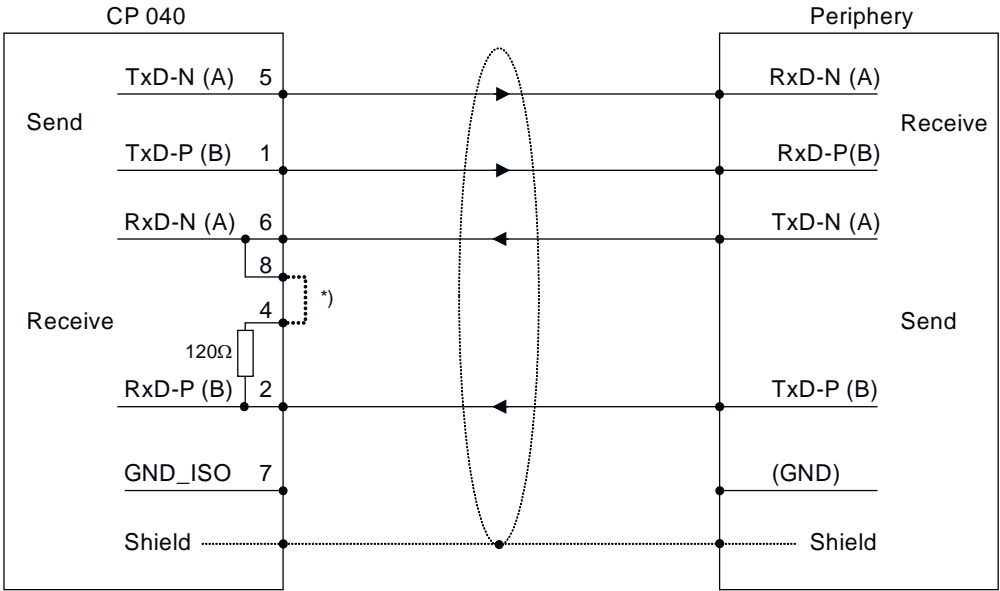 CP 040 Periphery
TxD-N (A) 5 RxD-N (A)
Send Receive
TxD-P (B) 1 RxD-P(B)
RxD-N (A) 6 TxD-N (A)
8
*)
4
Receive Send
120Ω
RxD-P (B) 2 TxD-P (B)
GND_ISO 7 (GND)
Shield Shield